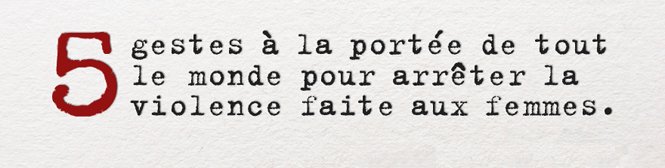 5 gestes à la portée de tout
le monde pour arrêter la
violence faite aux femmes.